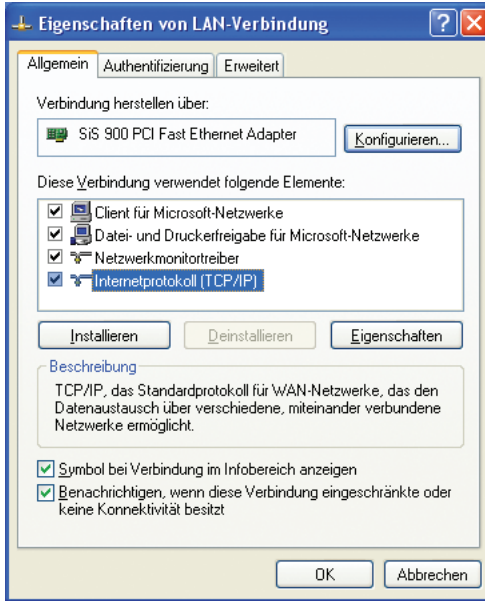 Eigenschaften von LAN-Verbindung
Allgemein Authentifizierung Erweitert
Verbindung herstellen über:
SiS 900 PCI Fast Ethernet Adapter
Konfigurieren...
Diese Verbindung verwendet folgende Elemente:
Client für Microsoft-Netzwerke
Datei- und Druckerfreigabe für Microsoft-Netzwerke
Netzwerkmonitortreiber
Internetprotokoll (TCP/IP)
Installieren Deinstallieren Eigenschaften
Beschreibung
TCP/IP, das Standardprotokoll für WAN-Netzwerke, das den
Datenaustausch über verschiedene, miteinander verbundene
Netzwerke ermöglicht.
Symbol bei Verbindung im Infobereich anzeigen
Benachrichtigen, wenn diese Verbindung eingeschränkte oder
keine Konnektivität besitzt
OK Abbrechen